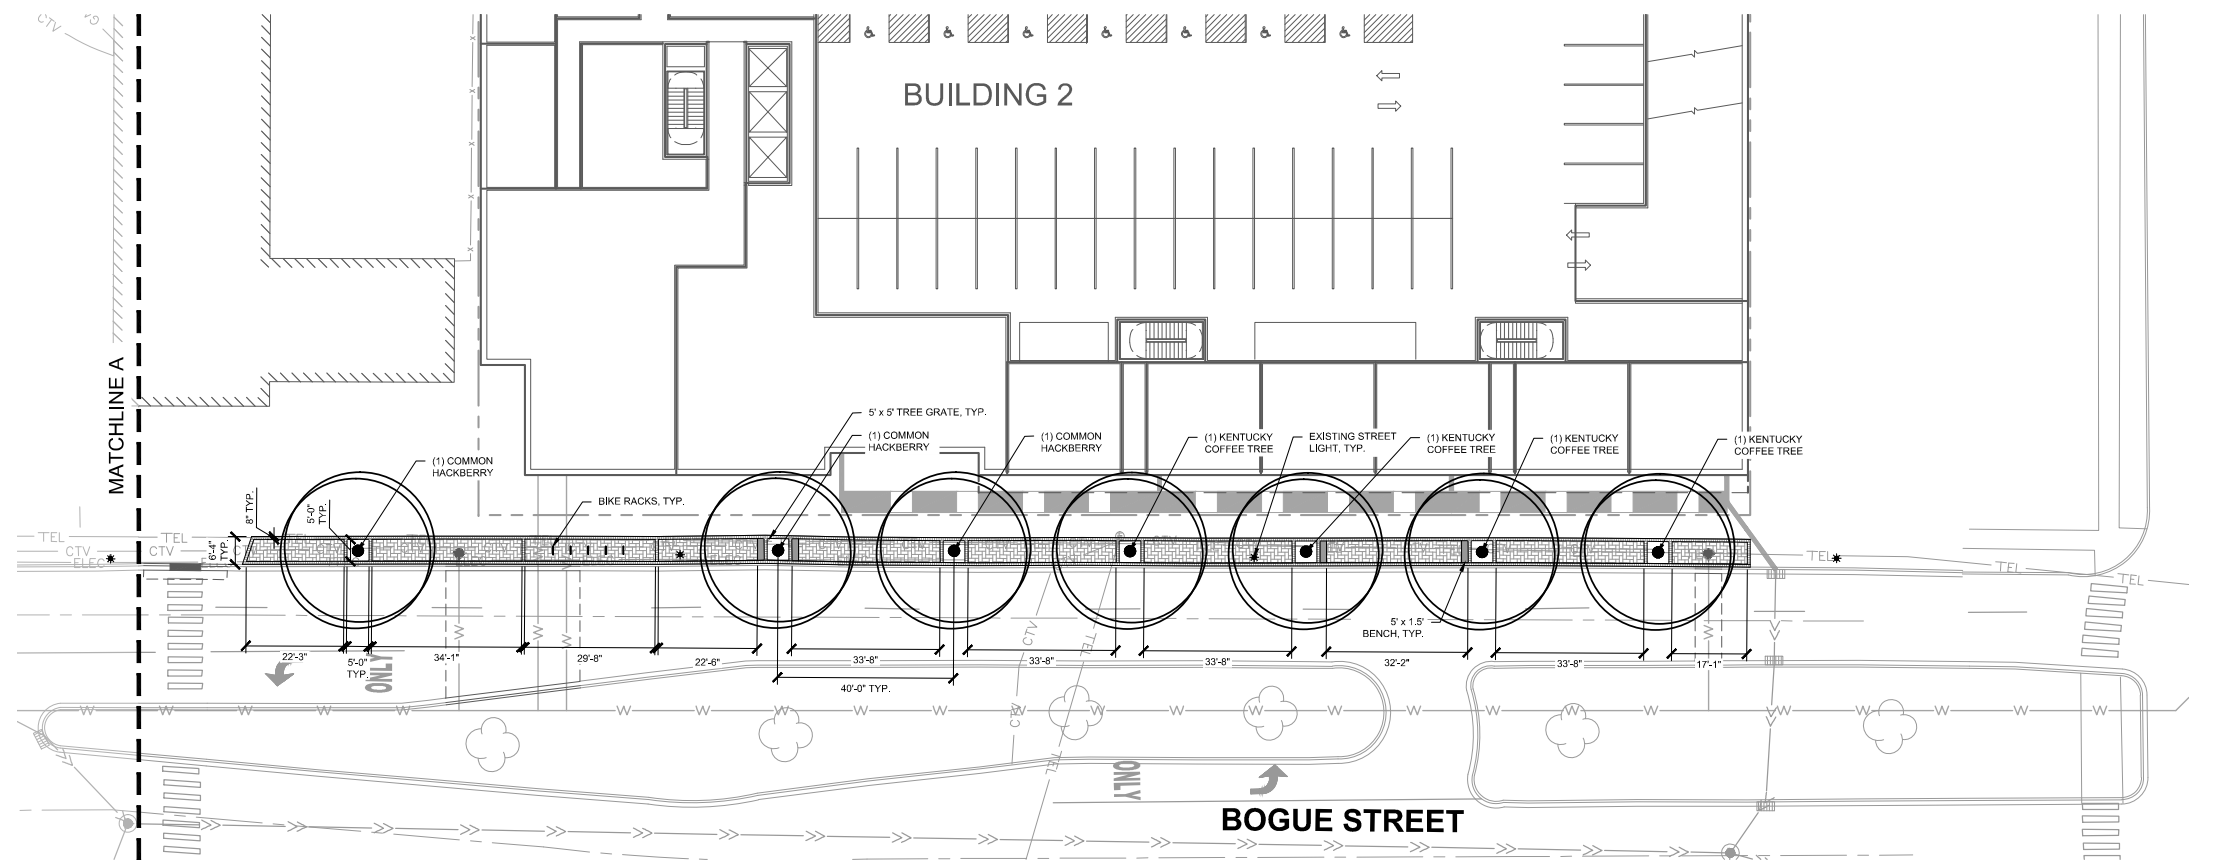 CTV
BUILDING 2
MATCHLINE A
5' x 5' TREE GRATE, TYP.
(1) COMMON
HACKBERRY
(1) COMMON
HACKBERRY
(1) KENTUCKY
COFFEE TREE
EXISTING STREET
LIGHT, TYP.
(1) KENTUCKY
COFFEE TREE
(1) KENTUCKY
COFFEE TREE
(1) KENTUCKY
COFFEE TREE
(1) COMMON
HACKBERRY
BIKE RACKS, TYP.
8" TYP.
5'-0"
TYP.
6'-4"
TYP.
TEL
TEL
TEL
CTV
CTV
ELEC
TEL
TEL
TEL
5' x 1.5'
BENCH, TYP.
22'-3"
5'-0"
TYP.
34'-1"
29'-8"
22'-6"
33'-8"
33'-8"
33'-8"
32'-2"
33'-8"
17'-1"
40'-0" TYP.
ONLY
CTV
TEL
W W W W W W W W W W W W W W W W W W W W W W W W
CTV
TEL
ONLY
BOGUE STREET